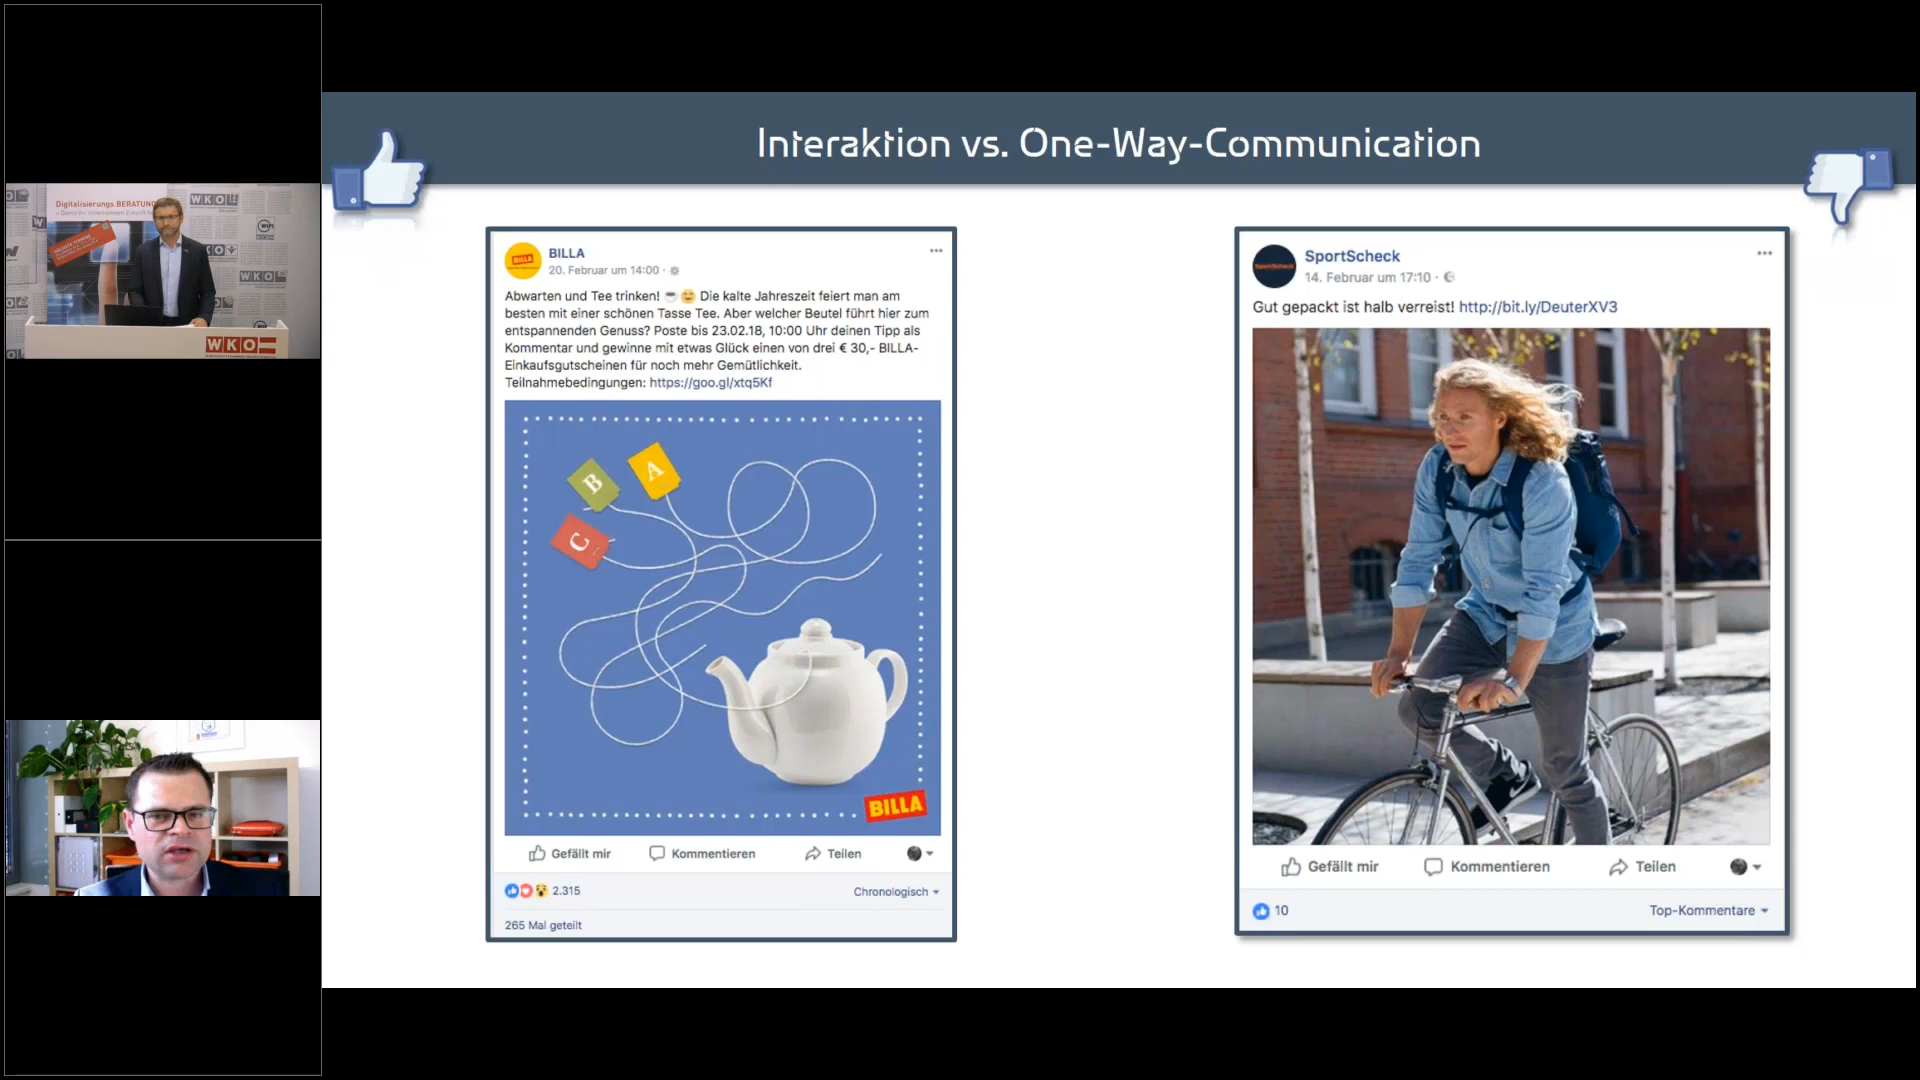 Interaktion vs. One-Way-Communication
Digitalisierungs BERATUNG
WKO
WKO
WKO
BILLA
BILLA
20. Februar um 14:00
Abwarten und Tee trinken! Die kalte Jahreszeit feiert man am
besten mit einer schönen Tasse Tee. Aber welcher Beutel führt hier zum
entspannenden Genuss? Poste bis 23.02.18, 10:00 Uhr deinen Tipp als
Kommentar und gewinne mit etwas Glück einen von drei € 30,- BILLA-
Einkaufsgutscheinen für noch mehr Gemütlichkeit.
Teilnahmebedingungen: https://goo.gl/xtq5Kf
A
B
C
BILLA
Gefällt mir Kommentieren Teilen
2.315 Chronologisch
265 Mal geteilt
SportScheck
SportScheck
14. Februar um 17:10
Gut gepackt ist halb verreist! http://bit.ly/DeuterXV3
Gefällt mir Kommentieren Teilen
10 Top-Kommentare